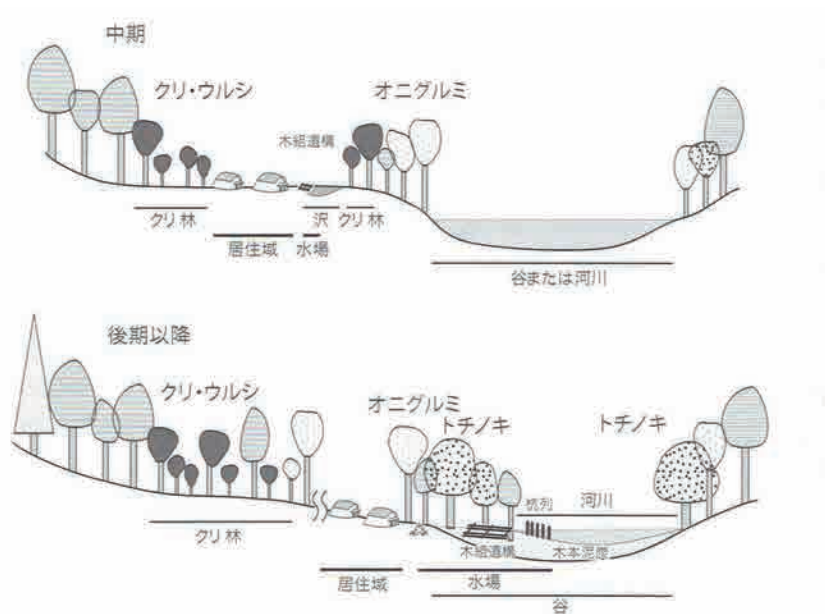 中期
クリ・ウルシ
オニグルミ
木組遺構
クリ林
沢
クリ林
居住域
水場
谷または河川
後期以降
クリ・ウルシ
オニグルミ
トチノキ
トチノキ
杭列
河川
クリ林
木組遺構
木本泥炭
居住域
水場
谷